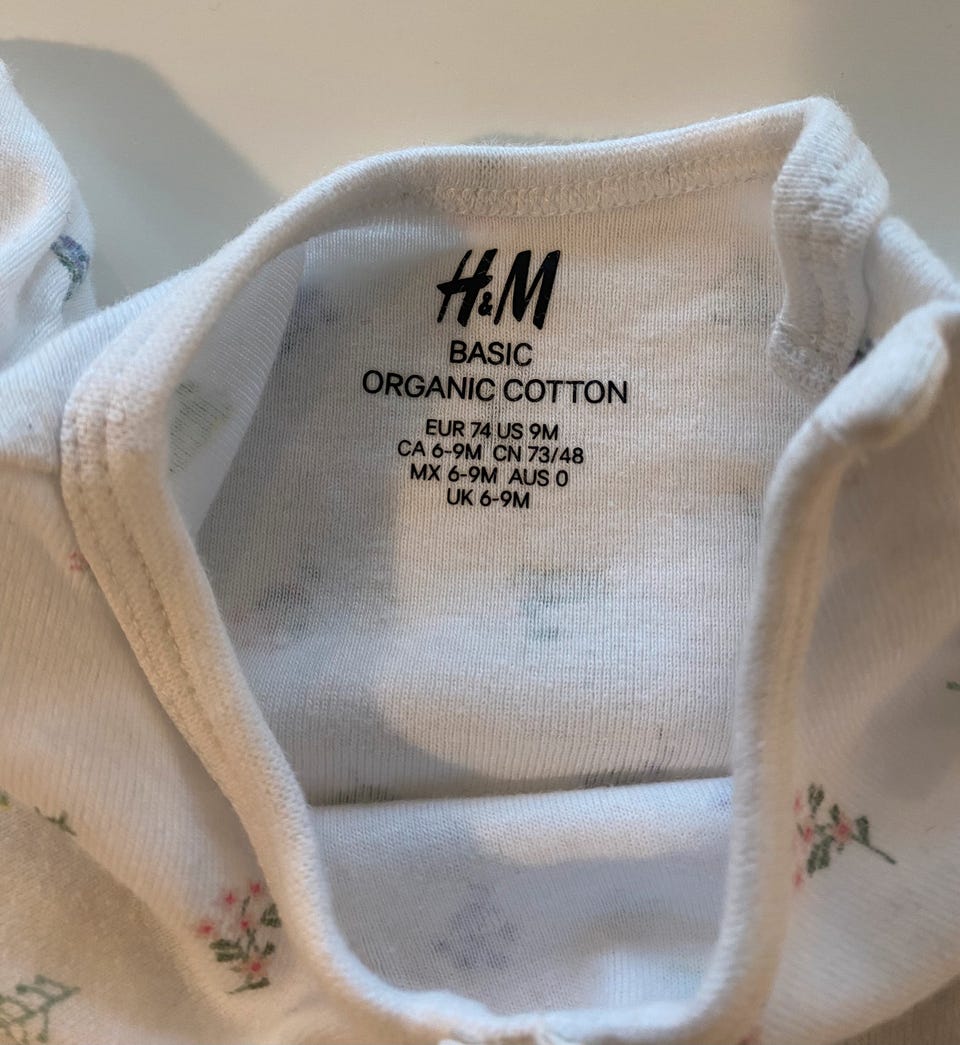 H&M
BASIC
ORGANIC COTTON
EUR 74 US 9M
CA 6-9M CN 73/48
MX 6-9M AUS 0
UK 6-9M